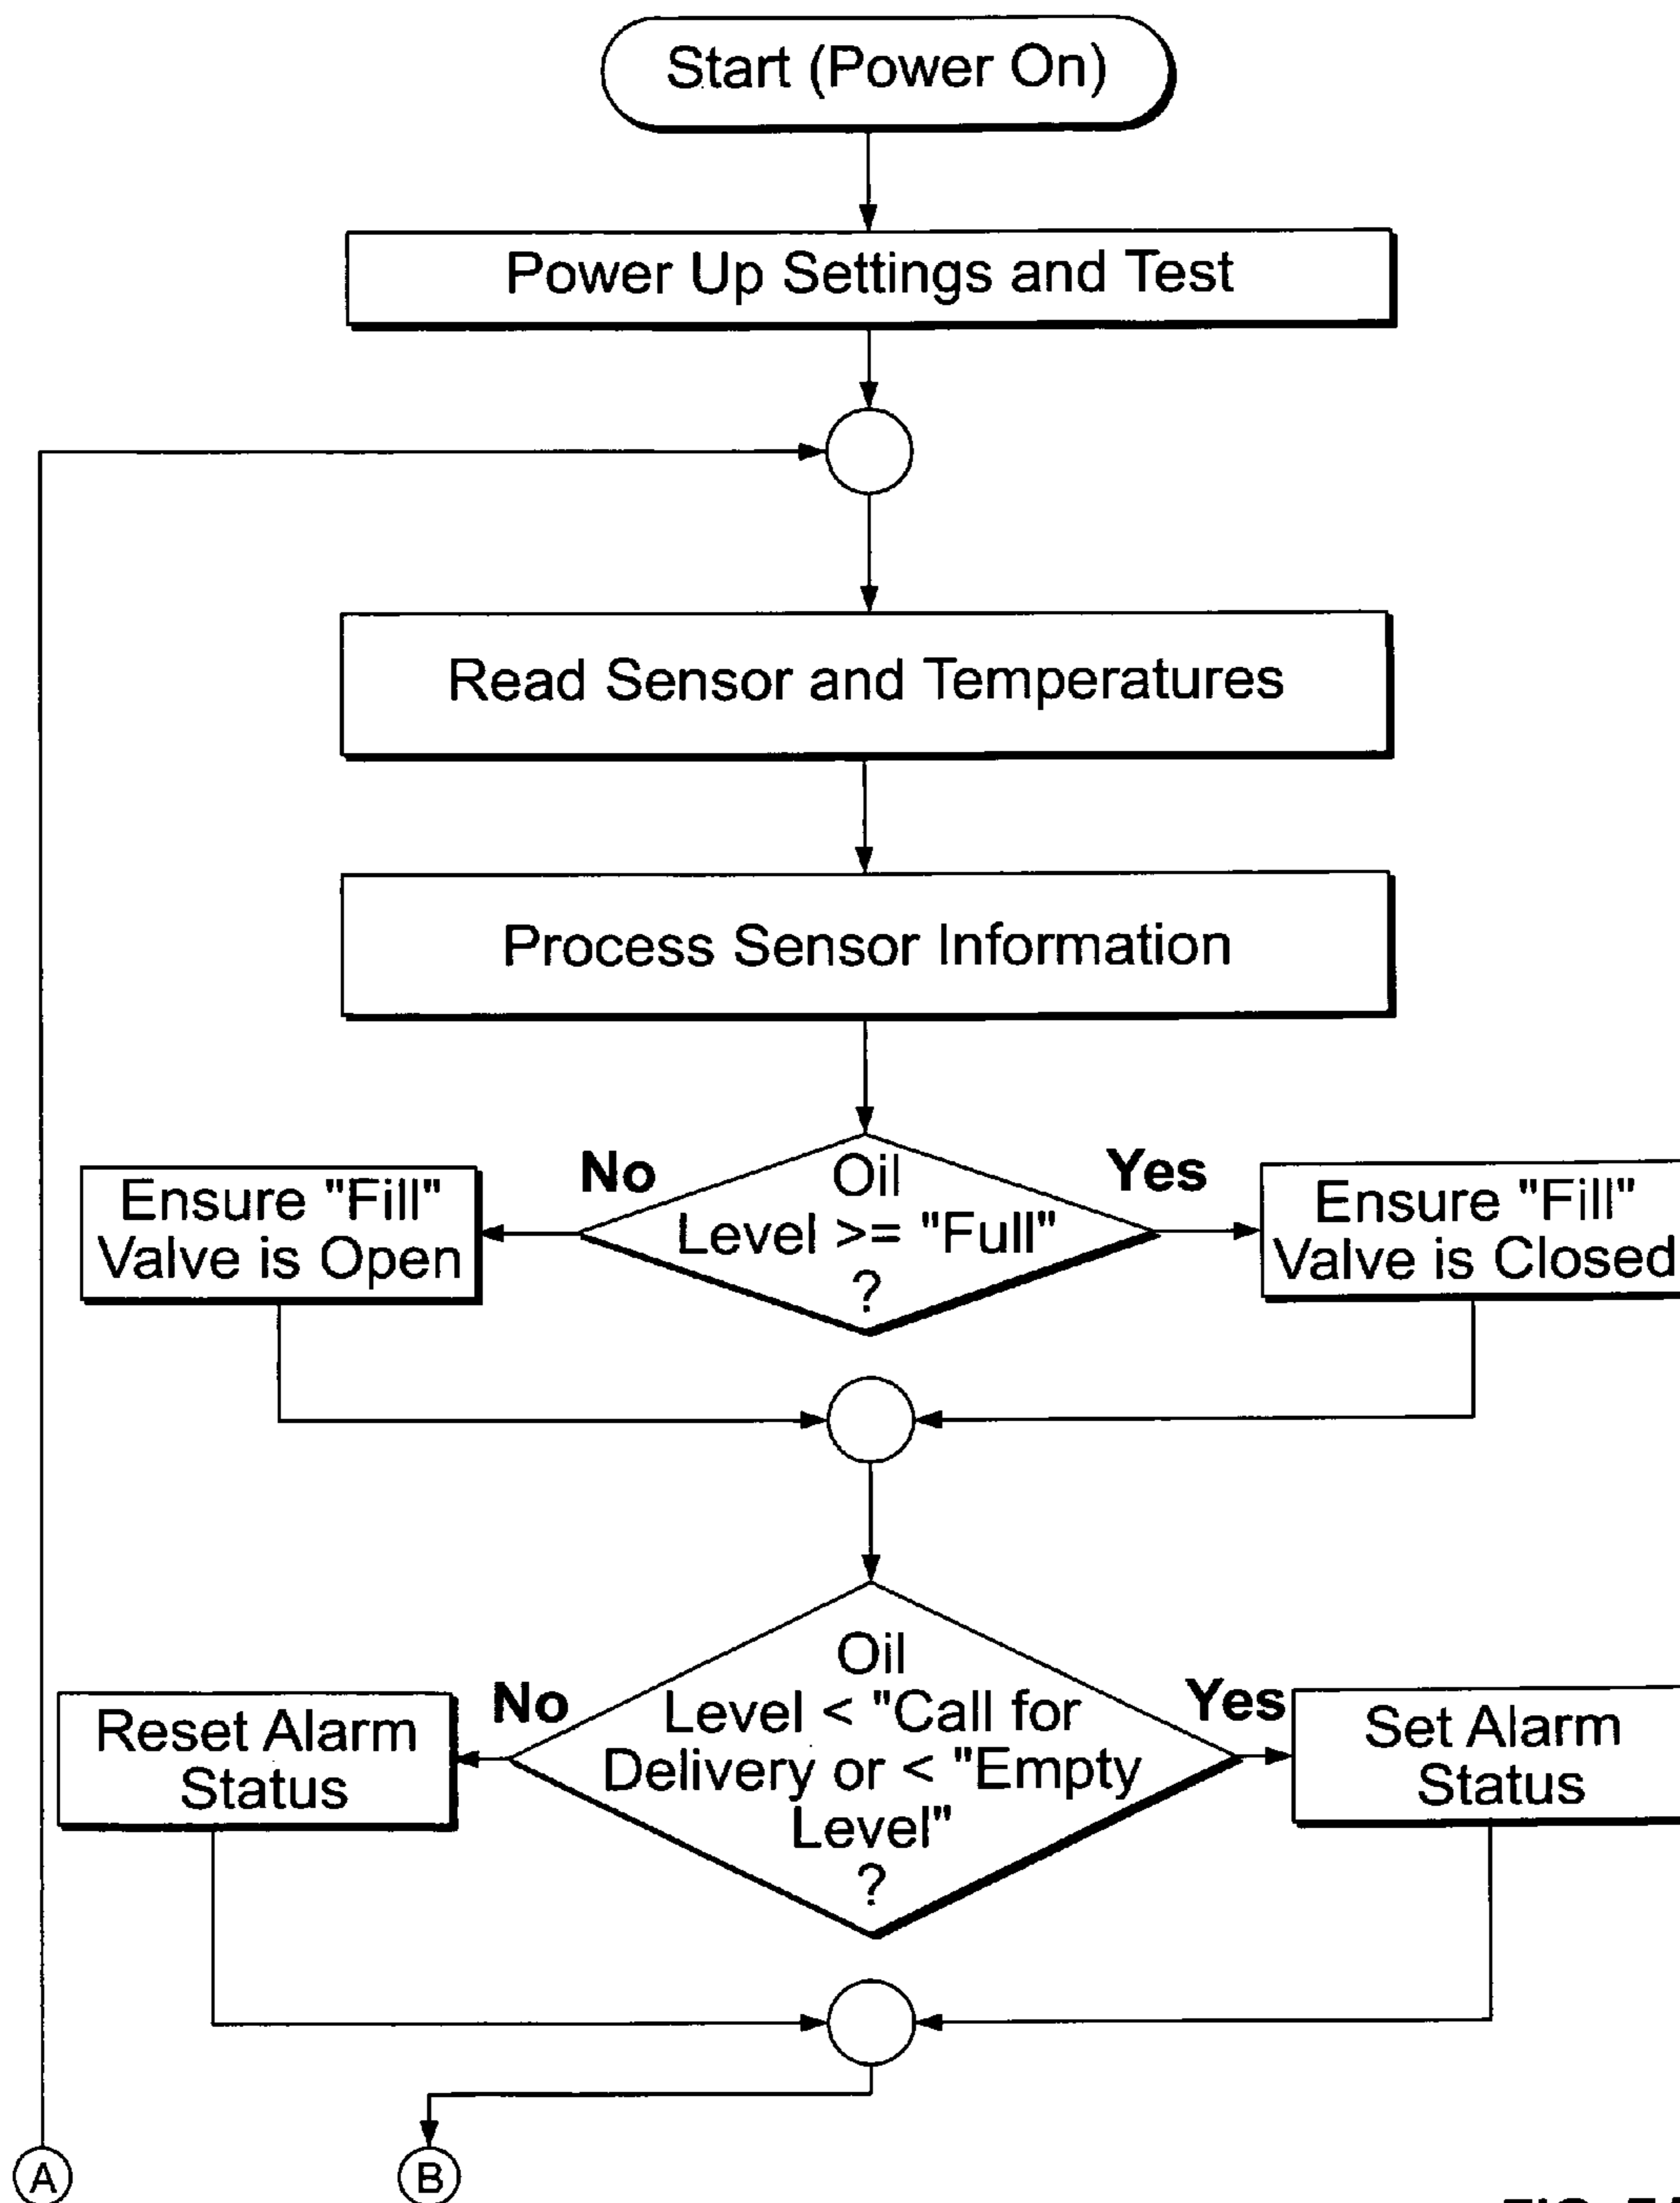 Start (Power On)
Power Up Settings and Test
Read Sensor and Temperatures
Process Sensor Information
No
Oil
Level >= "Full"
?
Yes
Ensure "Fill"
Valve is Open
Ensure "Fill"
Valve is Closed
No
Oil
Level < "Call for
Delivery or < "Empty
Level"
?
Yes
Reset Alarm
Status
Set Alarm
Status
A
B